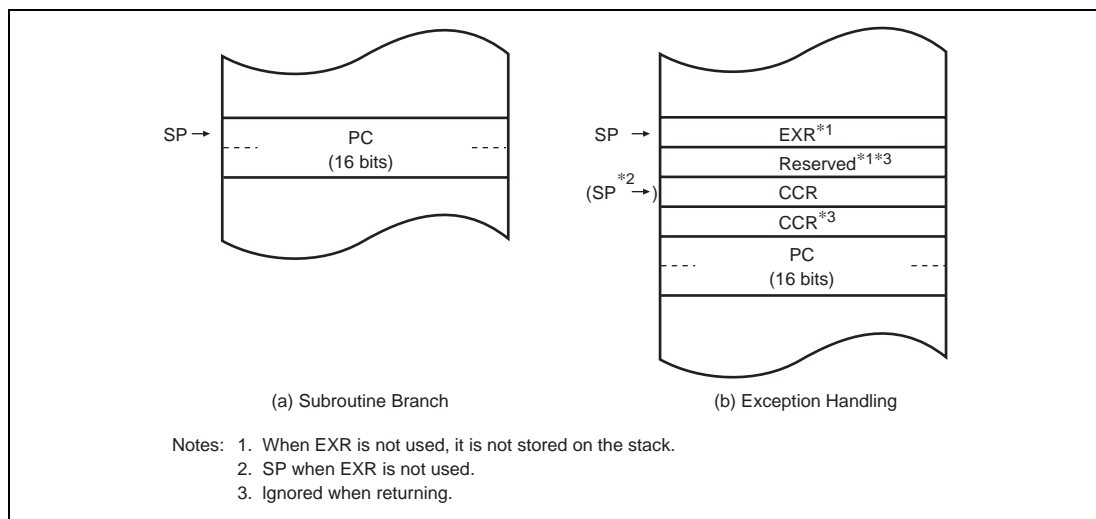 SP →
PC
(16 bits)
(a) Subroutine Branch
SP →
EXR*1
Reserved*1*3
(SP*2 →)
CCR
CCR*3
PC
(16 bits)
(b) Exception Handling
Notes: 1. When EXR is not used, it is not stored on the stack.
2. SP when EXR is not used.
3. Ignored when returning.